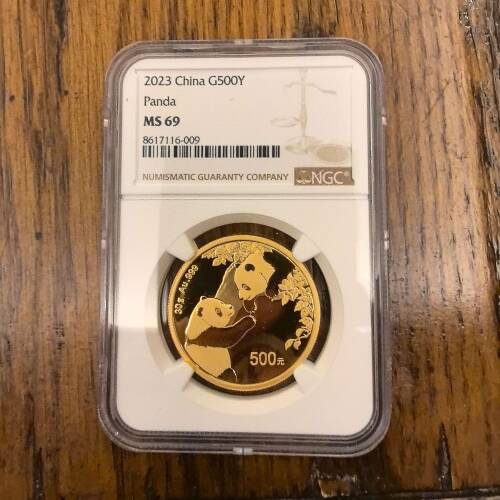 2023 China G500Y
Panda
MS 69
8617116-009
NUMISMATIC GUARANTY COMPANY
NGC
30g Au.999
500元